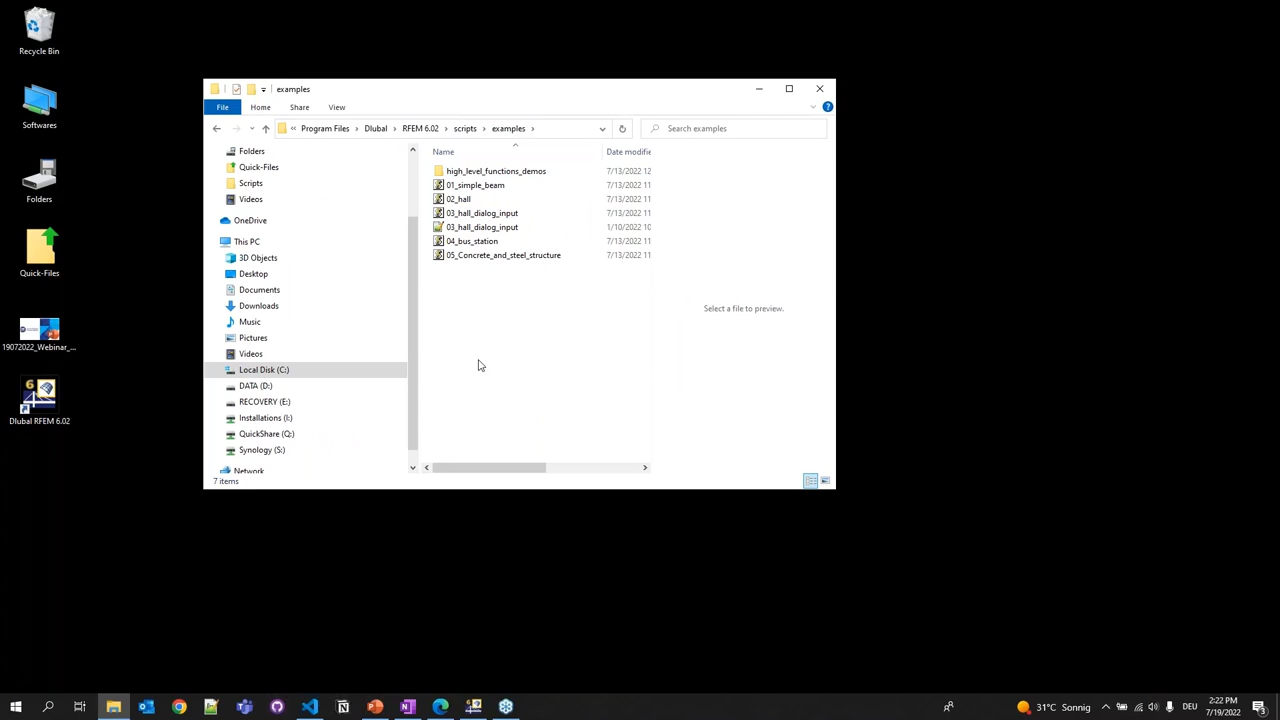 Recycle Bin
Softwares
Folders
Quick-Files
19072022_Webinar_...
6
Dlubal RFEM 6.02
examples
File Home Share View
« Program Files > Dlubal > RFEM 6.02 > scripts > examples >
Search examples
Folders
Quick-Files
Scripts
Videos
OneDrive
This PC
3D Objects
Desktop
Documents
Downloads
Music
Pictures
Videos
Local Disk (C:)
DATA (D:)
RECOVERY (E:)
Installations (I:)
QuickShare (Q:)
Synology (S:)
Network
Name Date modifie
high_level_functions_demos 7/13/2022 12
01_simple_beam 7/13/2022 11
02_hall 7/13/2022 11
03_hall_dialog_input 7/13/2022 11
03_hall_dialog_input 1/10/2022 10
04_bus_station 7/13/2022 11
05_Concrete_and_steel_structure 7/13/2022 11
Select a file to preview.
7 items
31°C Sonnig
DEU
2:22 PM
7/19/2022